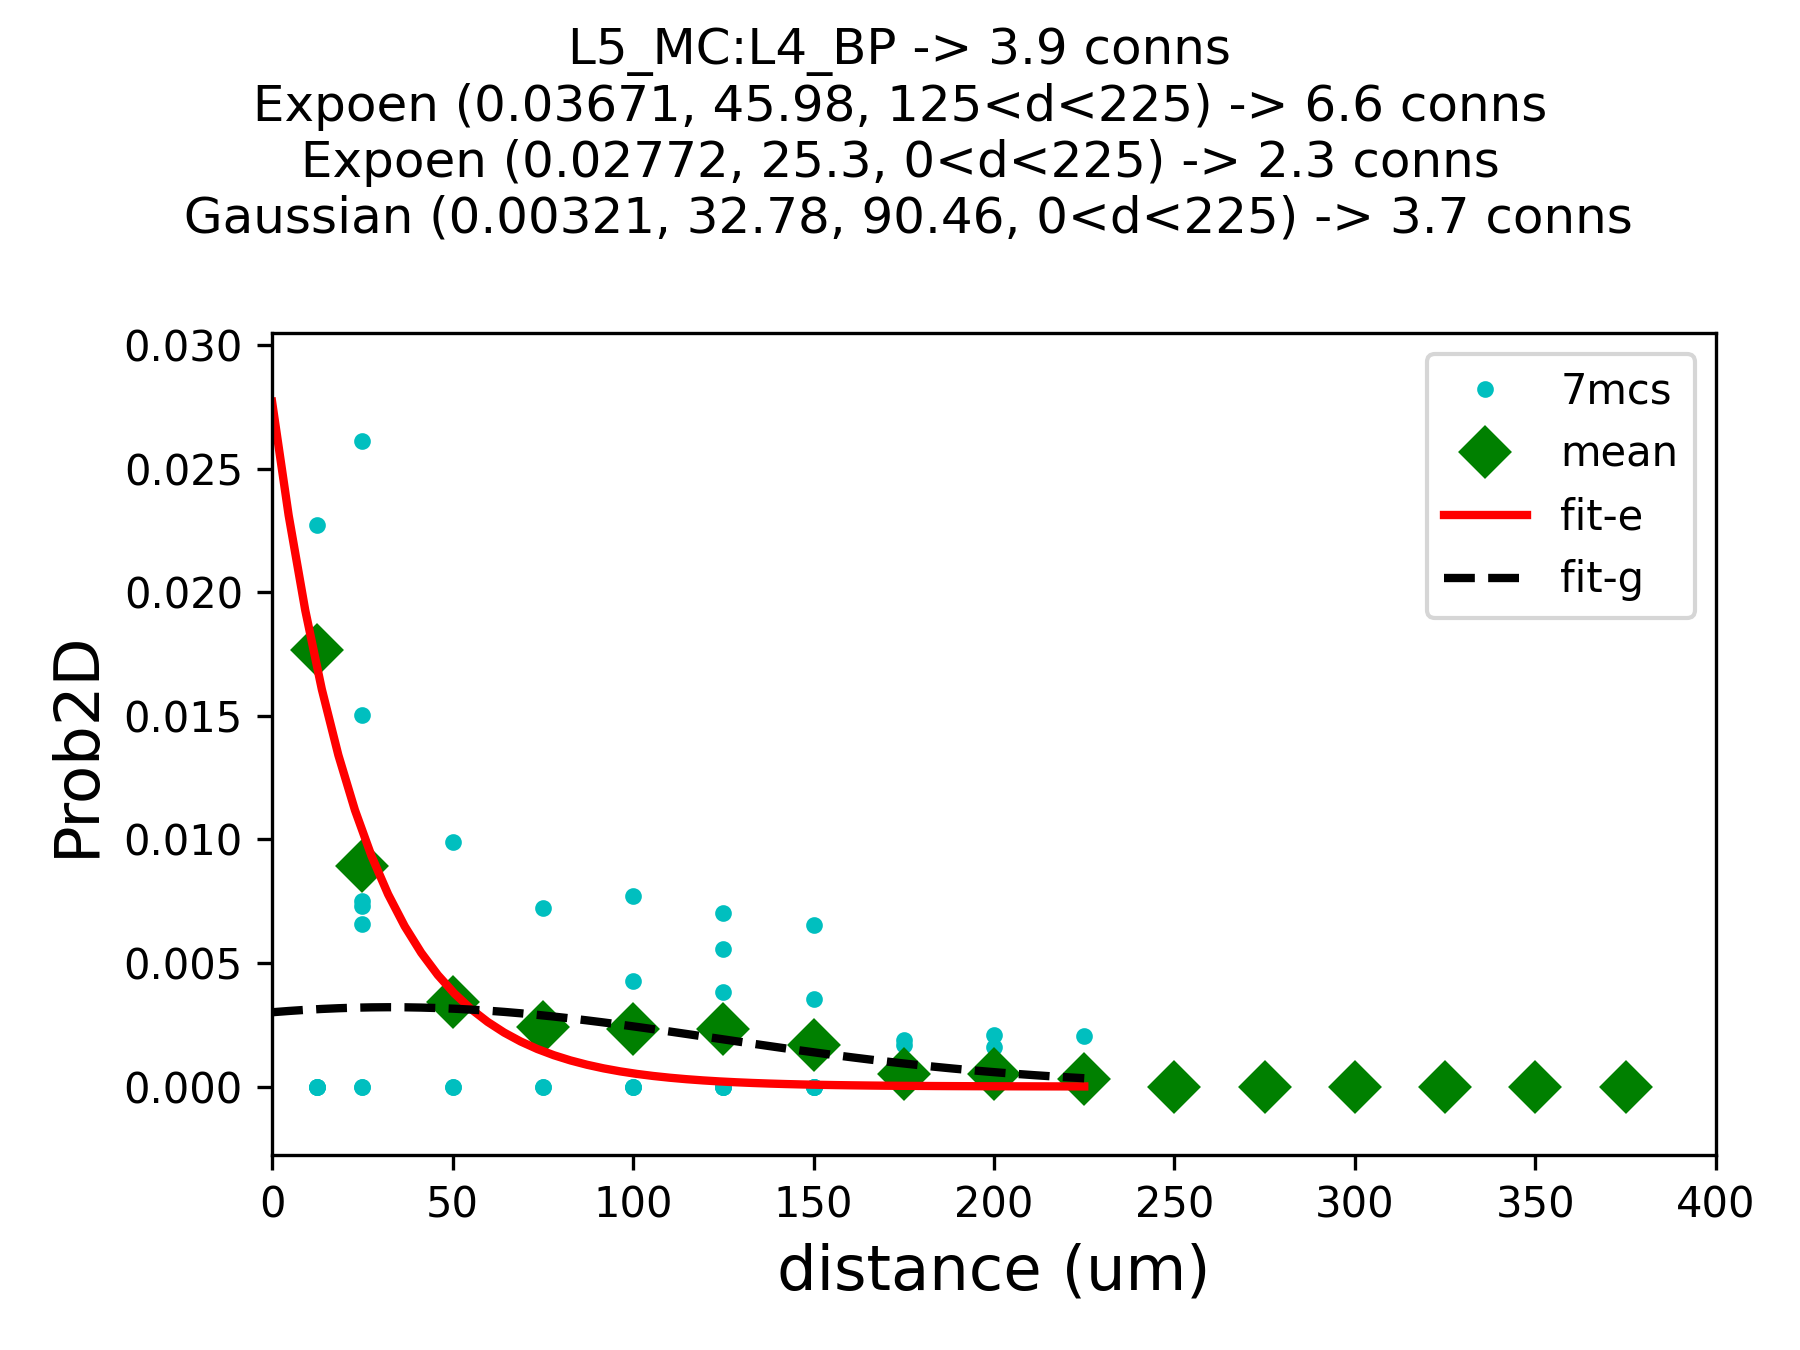 L5_MC:L4_BP -> 3.9 conns
Expoen (0.03671, 45.98, 125<d<225) -> 6.6 conns
Expoen (0.02772, 25.3, 0<d<225) -> 2.3 conns
Gaussian (0.00321, 32.78, 90.46, 0<d<225) -> 3.7 conns
0.030
0.025
0.020
0.015
0.010
0.005
0.000
Prob2D
7mcs
mean
fit-e
fit-g
0 50 100 150 200 250 300 350 400
distance (um)